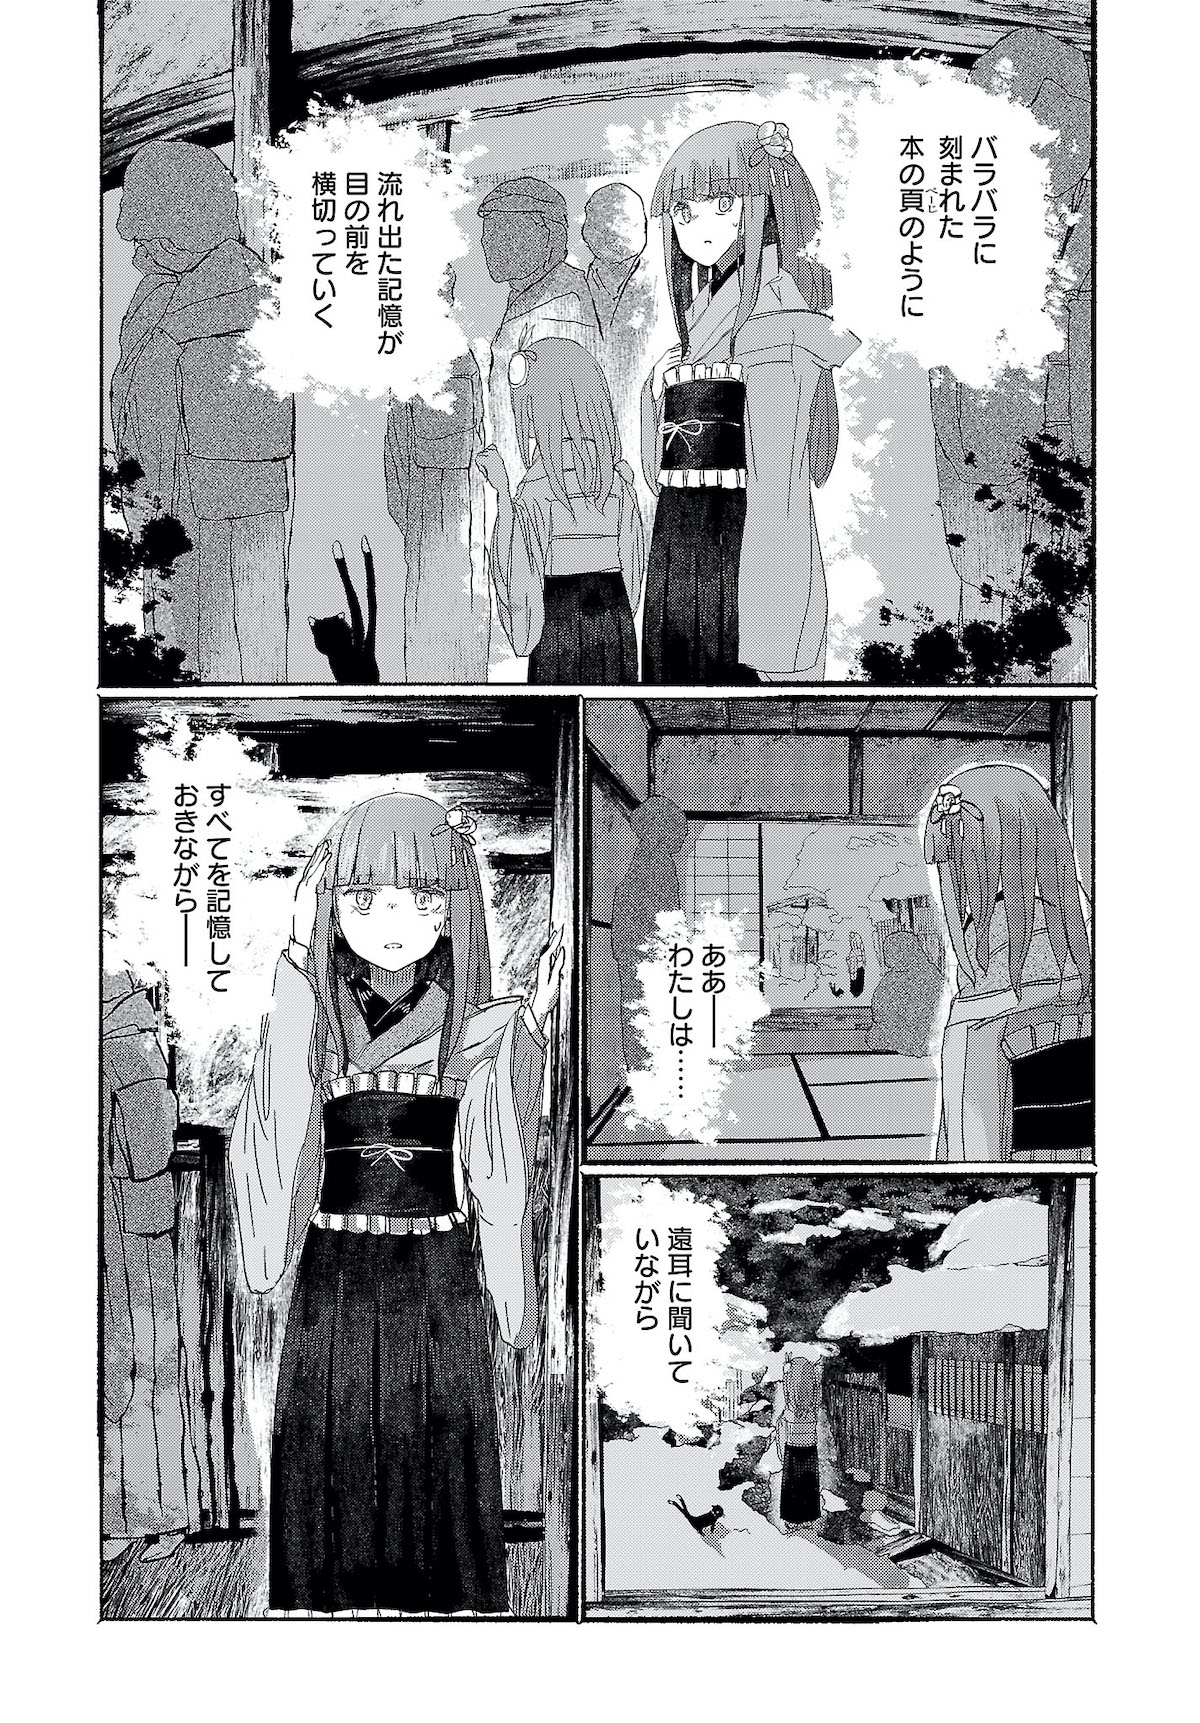 バラバラに
刻まれた
本の頁のように
ページ
流れ出た記憶が
目の前を
横切っていく
ああ――
わたしは……
遠耳に聞いて
いながら
すべてを記憶して
おきながら――